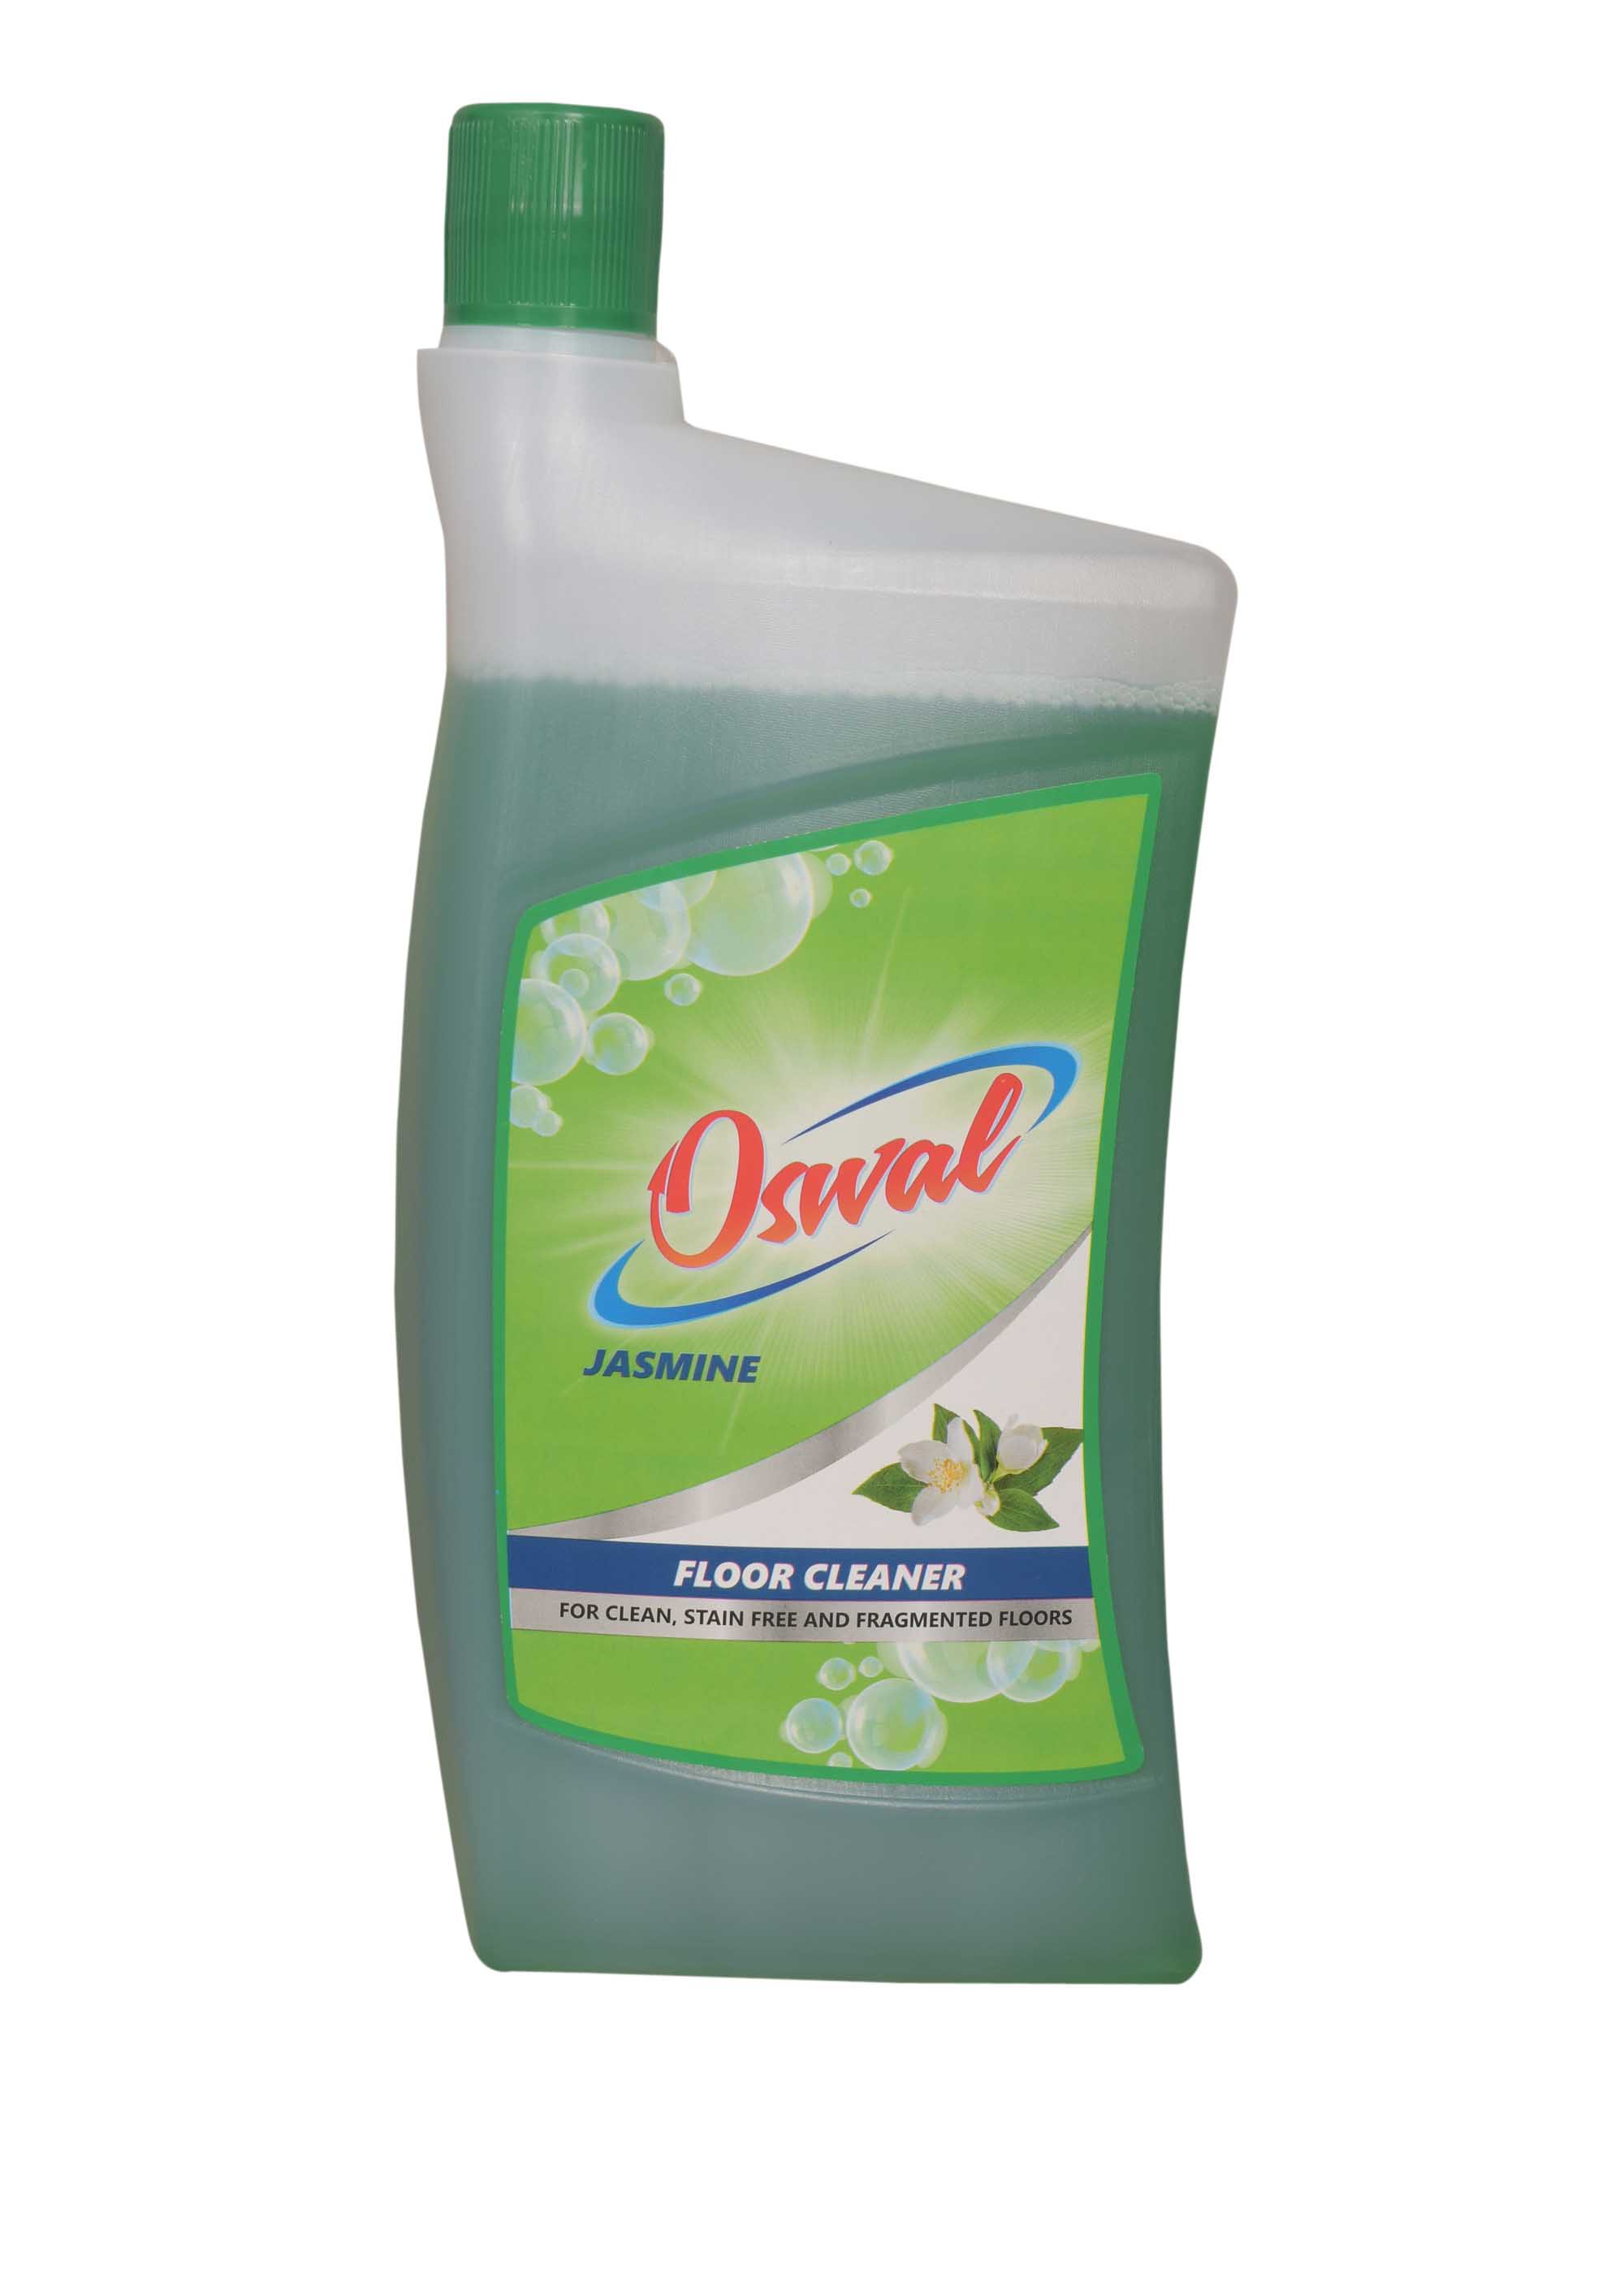 Oswal
JASMINE
FLOOR CLEANER
FOR CLEAN, STAIN FREE AND FRAGMENTED FLOORS